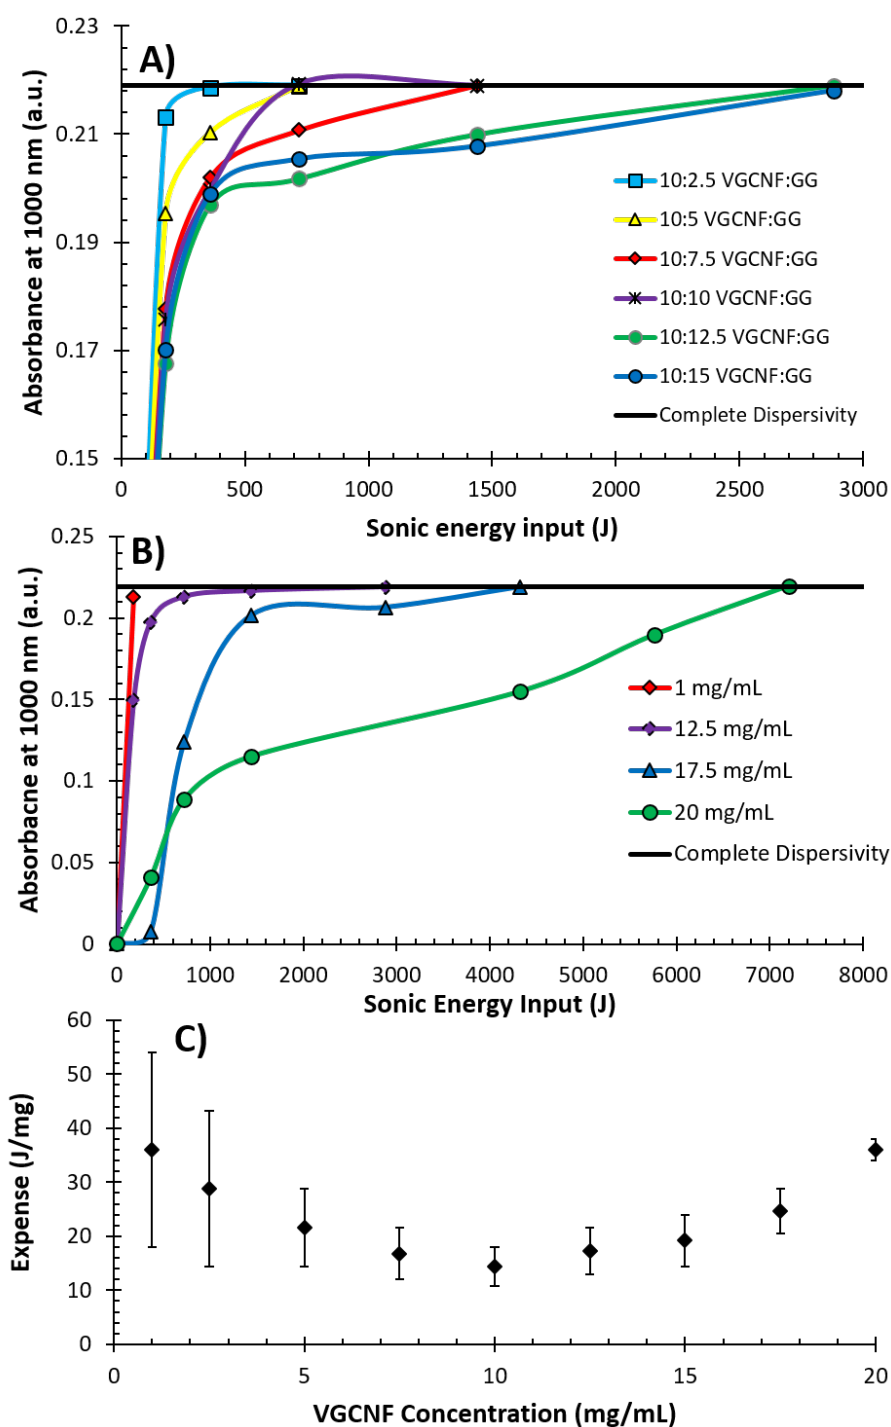 A)
Absorbance at 1000 nm (a.u.)
0.23
0.21
0.19
0.17
0.15
10:2.5 VGCNF:GG
10:5 VGCNF:GG
10:7.5 VGCNF:GG
10:10 VGCNF:GG
10:12.5 VGCNF:GG
10:15 VGCNF:GG
Complete Dispersivity
0 500 1000 1500 2000 2500 3000
Sonic energy input (J)
B)
Absorbacne at 1000 nm (a.u.)
0.25
0.2
0.15
0.1
0.05
0
1 mg/mL
12.5 mg/mL
17.5 mg/mL
20 mg/mL
Complete Dispersivity
0 1000 2000 3000 4000 5000 6000 7000 8000
Sonic Energy Input (J)
C)
Expense (J/mg)
60
50
40
30
20
10
0
0 5 10 15 20
VGCNF Concentration (mg/mL)